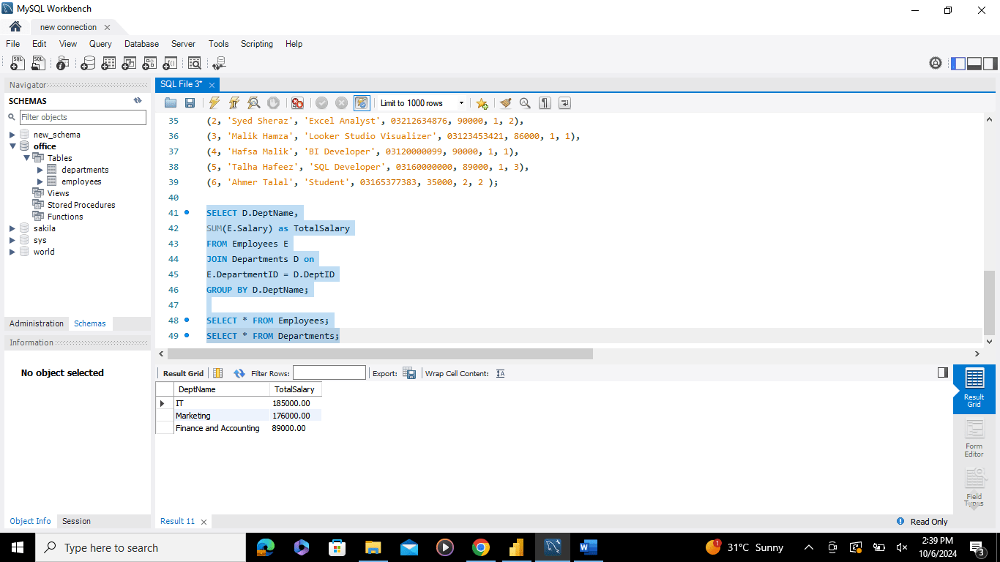 MySQL Workbench
new connection
File Edit View Query Database Server Tools Scripting Help
Navigator
SCHEMAS
Filter objects
new_schema
office
Tables
departments
employees
Views
Stored Procedures
Functions
sakila
sys
world
Administration Schemas
Information
No object selected
Object Info Session
SQL File 3*
Limit to 1000 rows
35 (2, 'Syed Sheraz', 'Excel Analyst', 03212634876, 90000, 1, 2),
36 (3, 'Malik Hamza', 'Looker Studio Visualizer', 03123453421, 86000, 1, 1),
37 (4, 'Hafsa Malik', 'BI Developer', 03120000099, 90000, 1, 1),
38 (5, 'Talha Hafeez', 'SQL Developer', 03160000000, 89000, 1, 3),
39 (6, 'Ahmer Talal', 'Student', 03165377383, 35000, 2, 2 );
40
41 SELECT D.DeptName,
42 SUM(E.Salary) as TotalSalary
43 FROM Employees E
44 JOIN Departments D on
45 E.DepartmentID = D.DeptID
46 GROUP BY D.DeptName;
47
48 SELECT * FROM Employees;
49 SELECT * FROM Departments;
Result Grid Filter Rows: Export: Wrap Cell Content:
DeptName TotalSalary
IT 185000.00
Marketing 176000.00
Finance and Accounting 89000.00
Result
Grid
Form
Editor
Field
Types
Result 11
Read Only
Type here to search
1
31°C Sunny
2:39 PM
10/6/2024
3